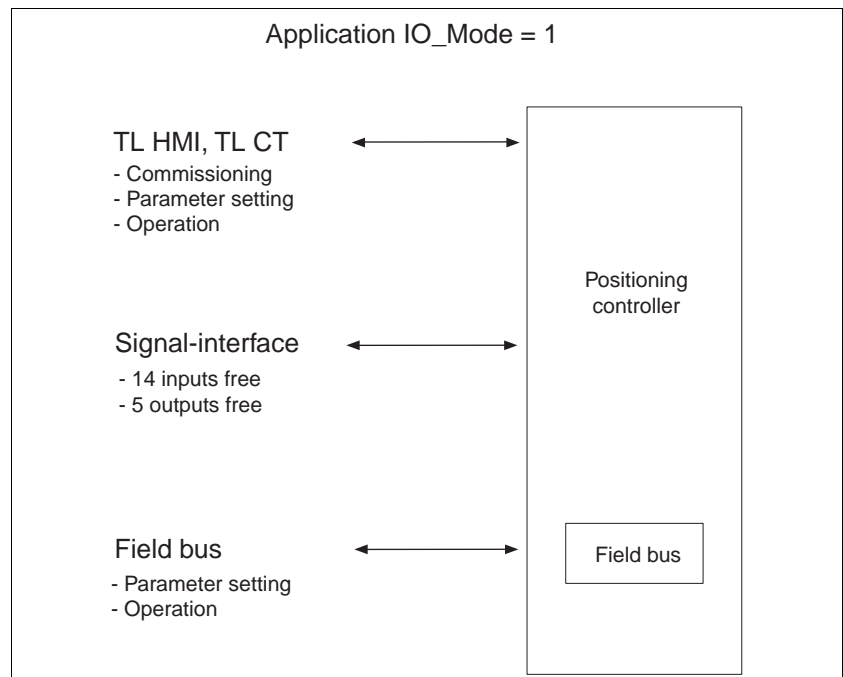 Application IO_Mode = 1
TL HMI, TL CT
- Commissioning
- Parameter setting
- Operation
Positioning
controller
Signal-interface
- 14 inputs free
- 5 outputs free
Field bus
- Parameter setting
- Operation
Field bus